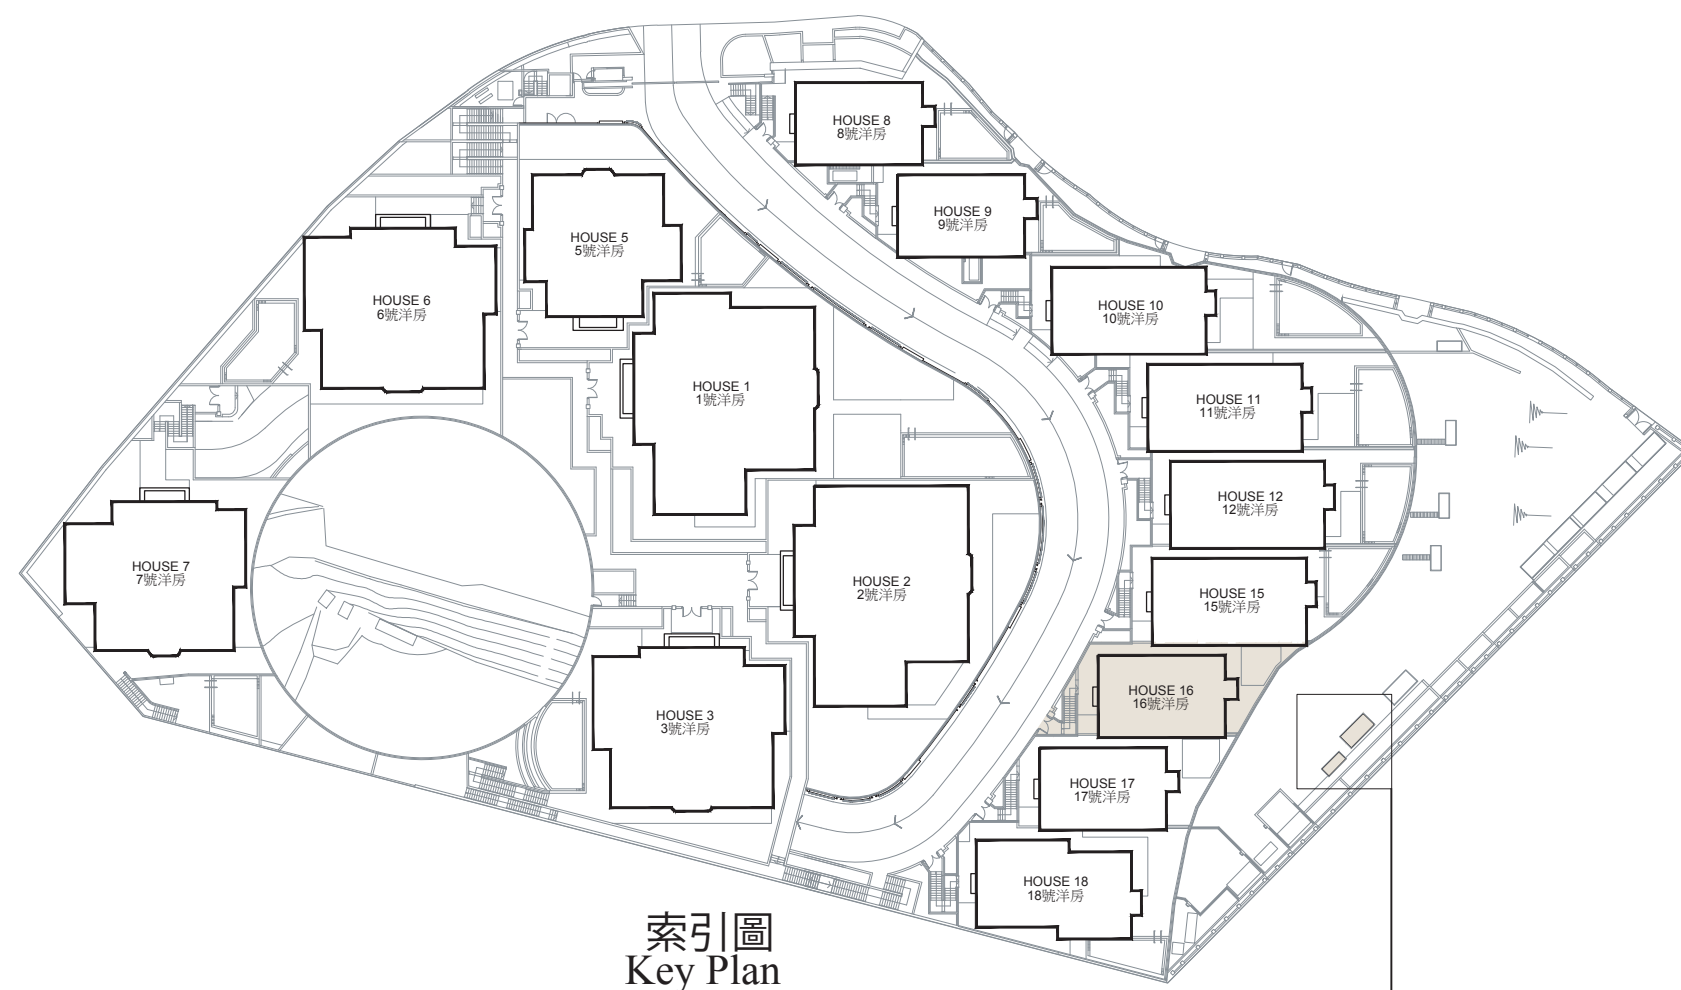 HOUSE 8
8號洋房
HOUSE 9
9號洋房
HOUSE 5
5號洋房
HOUSE 6
6號洋房
HOUSE 10
10號洋房
HOUSE 1
1號洋房
HOUSE 11
11號洋房
HOUSE 12
12號洋房
HOUSE 7
7號洋房
HOUSE 2
2號洋房
HOUSE 15
15號洋房
HOUSE 16
16號洋房
HOUSE 3
3號洋房
HOUSE 17
17號洋房
HOUSE 18
18號洋房
索引圖
Key Plan